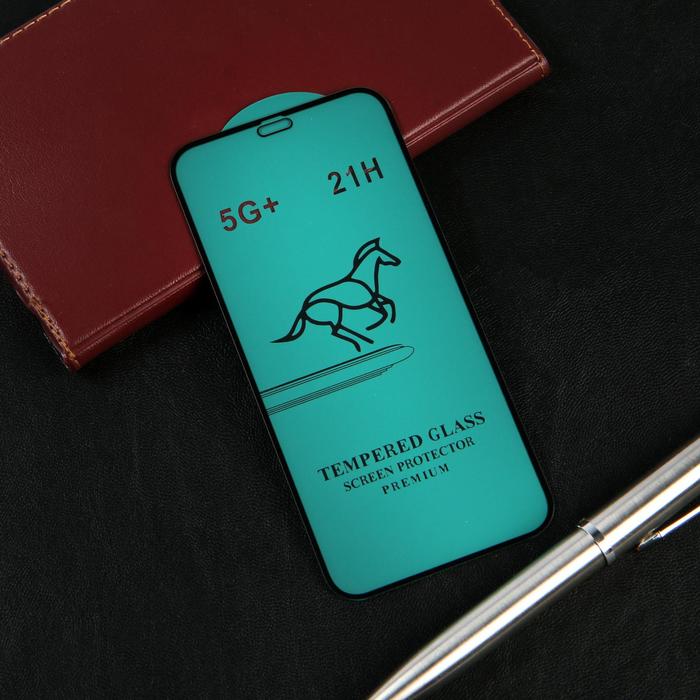 5G+ 21H
TEMPERED GLASS
SCREEN PROTECTOR
PREMIUM